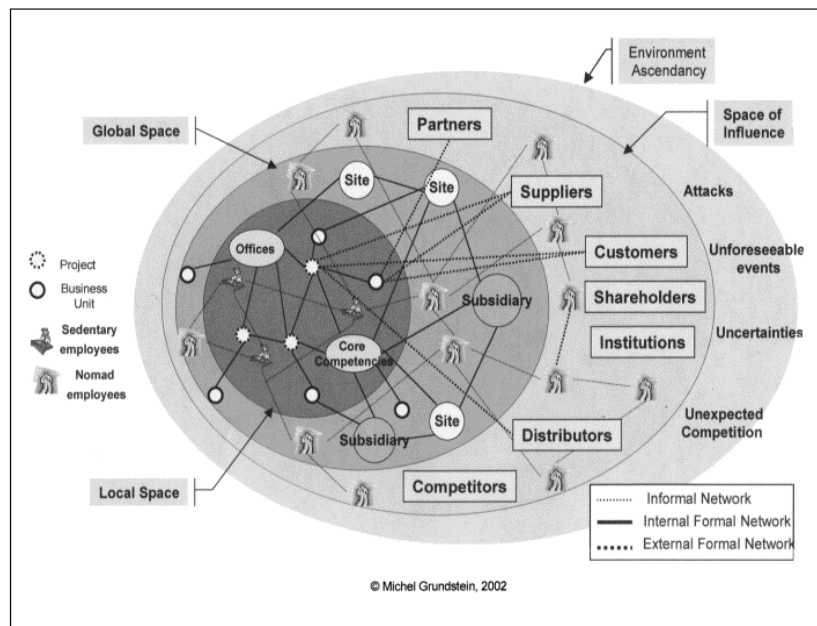 Environment
Ascendancy
Space of
Influence
Global Space
Partners
Site
Site
Suppliers
Attacks
Offices
Customers
Unforeseeable
events
Project
Business
Unit
Subsidiary
Shareholders
Sedentary
employees
Institutions
Uncertainties
Core
Competencies
Nomad
employees
Site
Unexpected
Competition
Subsidiary
Distributors
Local Space
Competitors
Informal Network
Internal Formal Network
External Formal Network
© Michel Grundstein, 2002